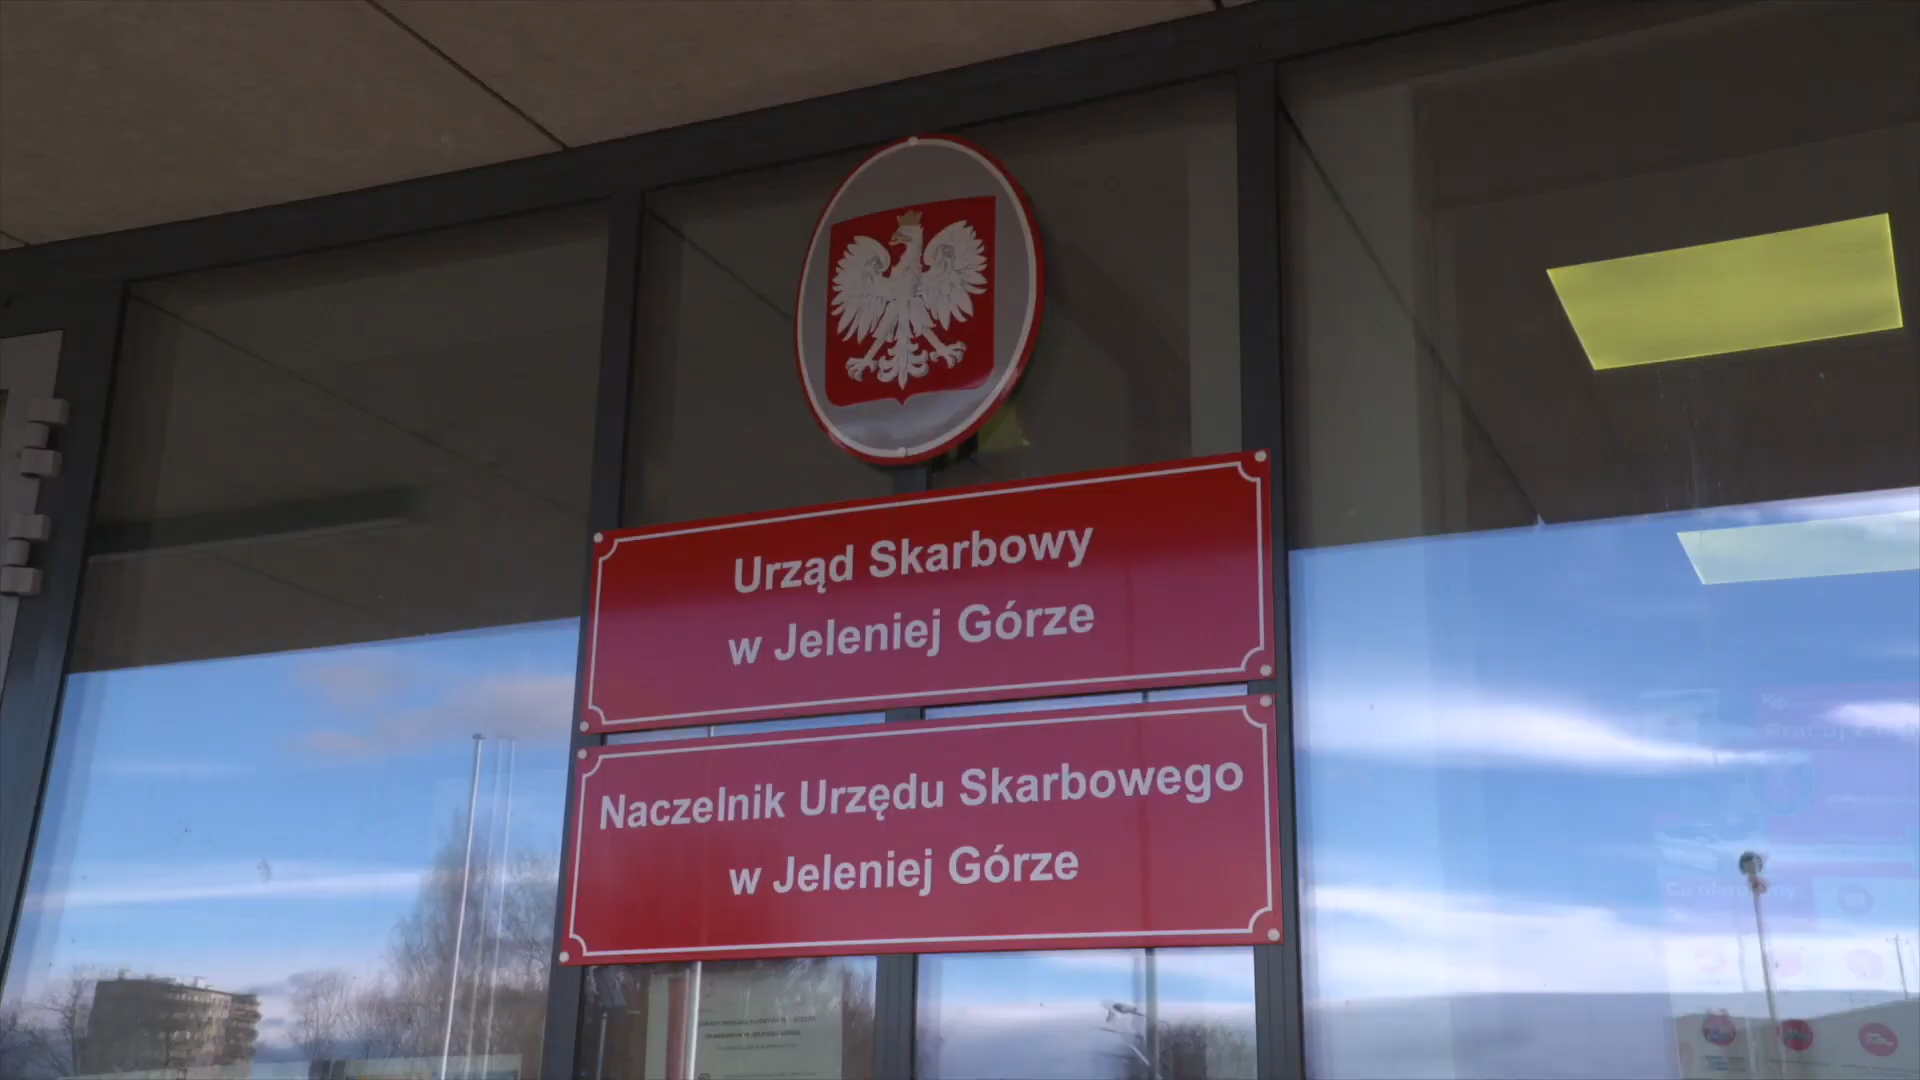 Urząd Skarbowy
w Jeleniej Górze
Naczelnik Urzędu Skarbowego
w Jeleniej Górze